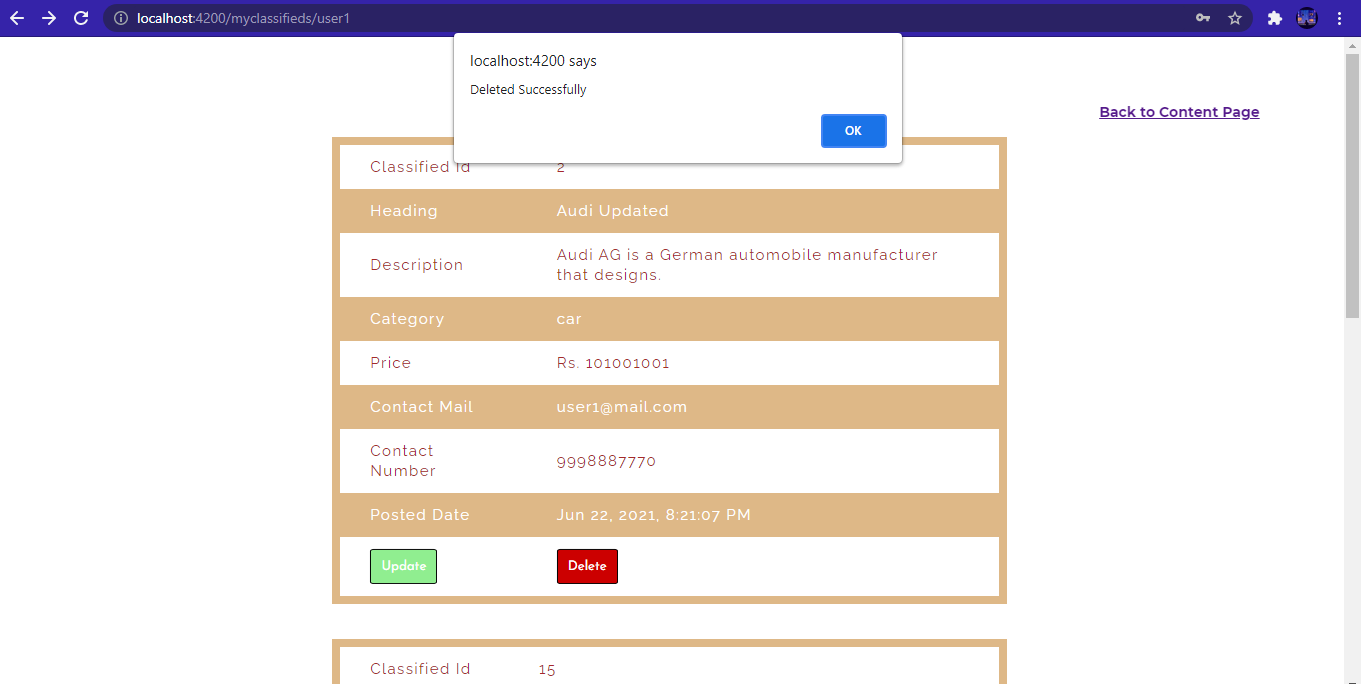 localhost:4200/myclassifieds/user1
localhost:4200 says
Deleted Successfully
OK
Back to Content Page
Classified Id 2
Heading Audi Updated
Description Audi AG is a German automobile manufacturer
that designs.
Category car
Price Rs. 101001001
Contact Mail user1@mail.com
Contact
Number 9998887770
Posted Date Jun 22, 2021, 8:21:07 PM
Update Delete
Classified Id 15